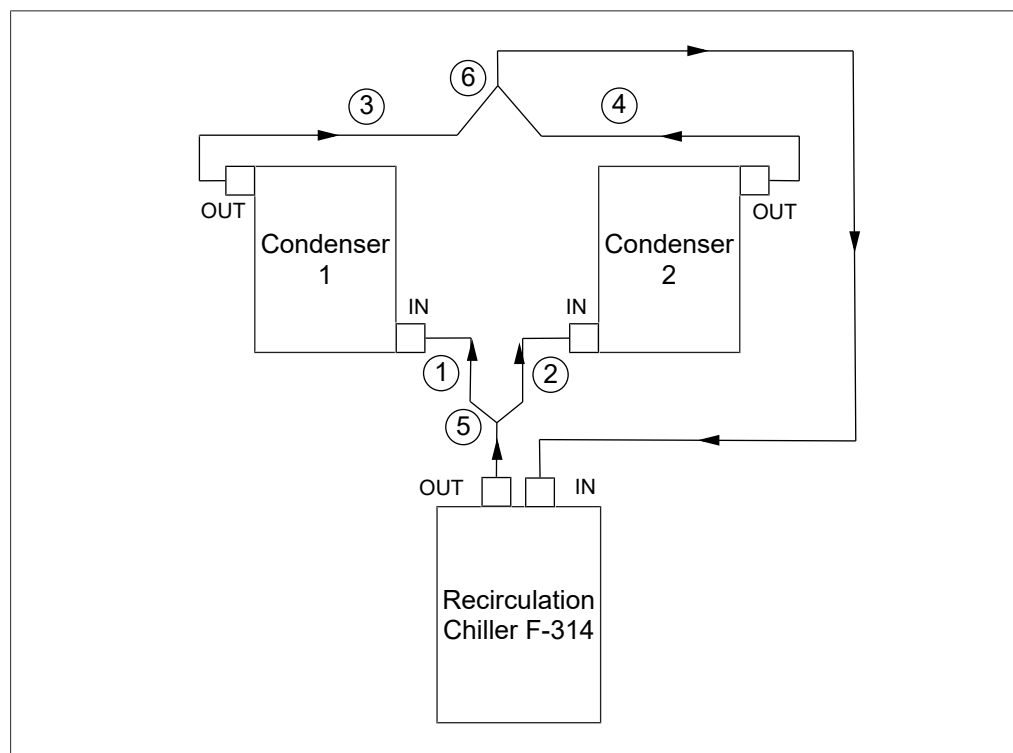 6
3
4
OUT
OUT
Condenser
1
Condenser
2
IN
IN
1
2
5
OUT
IN
Recirculation
Chiller F-314